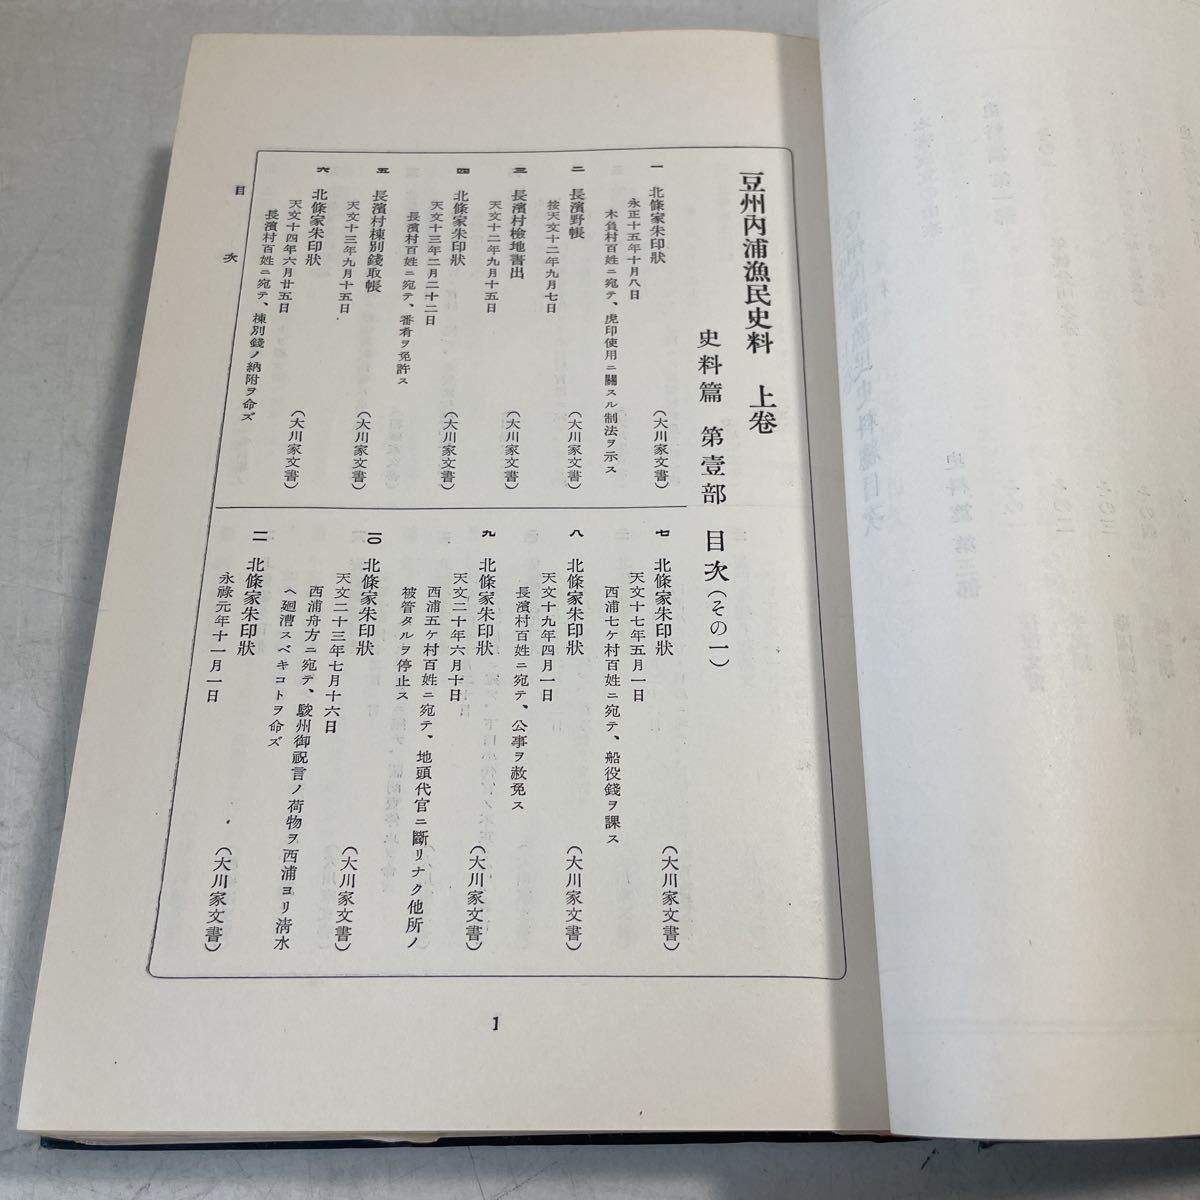 豆州內浦漁民史料　上卷
史料篇　第壹部　目次(その一)
一　北條家朱印狀
永正十五年十月八日　(大川家文書)
木負村百姓ニ宛テ、虎印使用ニ關スル制法ヲ示ス
二　長濱野帳
按天文十二年九月七日　(大川家文書)
三　長濱村檢地書出
天文十二年九月十五日　(大川家文書)
四　北條家朱印狀
天文十三年二月二十二日　(大川家文書)
長濱村百姓ニ宛テ、番肴ヲ免許ス
五　長濱村棟別錢取帳
天文十三年九月十五日　(大川家文書)
六　北條家朱印狀
天文十四年六月廿五日　(大川家文書)
長濱村百姓ニ宛テ、棟別錢ノ納附ヲ命ズ
七　北條家朱印狀
天文十七年五月一日　(大川家文書)
西浦七ケ村百姓ニ宛テ、船役錢ヲ課ス
八　北條家朱印狀
天文十九年四月一日　(大川家文書)
長濱村百姓ニ宛テ、公事ヲ赦免ス
九　北條家朱印狀
天文二十年六月十日　(大川家文書)
西浦五ケ村百姓ニ宛テ、地頭代官ニ斷リナク他所ノ
被管タルヲ停止ス
一〇　北條家朱印狀
天文二十三年七月十六日　(大川家文書)
西浦舟方ニ宛テ、駿州御祝言ノ荷物ヲ西浦ヨリ淸水
ヘ廻漕スベキコトヲ命ズ
一一　北條家朱印狀
永祿元年十一月一日　(大川家文書)
目次
1